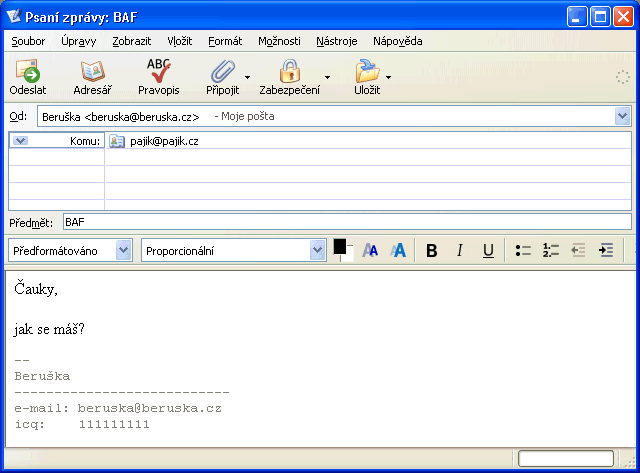 Psaní zprávy: BAF
Soubor Úpravy Zobrazit Vložit Formát Možnosti Nástroje Nápověda
ABC
Odeslat Adresář Pravopis Připojit Zabezpečení Uložit
Od: Beruška <beruska@beruska.cz> - Moje pošta
Komu: pajik@pajik.cz
Předmět: BAF
Předformátováno Proporcionální A A A A B I U
Čauky,
jak se máš?
--
Beruška
---------------------------
e-mail: beruska@beruska.cz
icq: 111111111